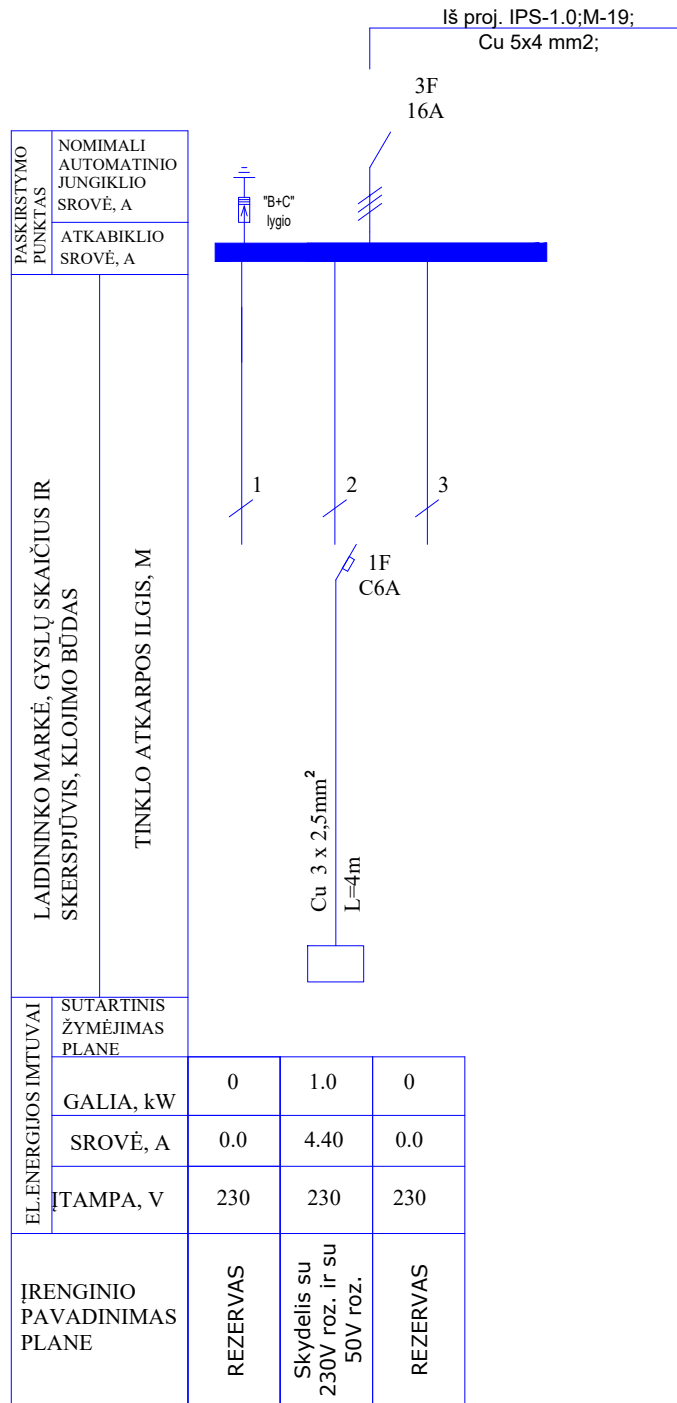 Iš proj. IPS-1.0;M-19;
Cu 5x4 mm2;
3F
16A
PASKIRSTYMO
PUNKTAS
NOMIMALI
AUTOMATINIO
JUNGIKLIO
SROVĖ, A
ATKABIKLIO
SROVĖ, A
"B+C"
lygio
LAIDININKO MARKĖ, GYSLŲ SKAIČIUS IR
SKERSPJŪVIS, KLOJIMO BŪDAS
TINKLO ATKARPOS ILGIS, M
1
2
3
1F
C6A
Cu 3 x 2,5mm²
L=4m
EL.ENERGIJOS IMTUVAI
SUTARTINIS
ŽYMĖJIMAS
PLANE
GALIA, kW
0
1.0
0
SROVĖ, A
0.0
4.40
0.0
ĮTAMPA, V
230
230
230
ĮRENGINIO
PAVADINIMAS
PLANE
REZERVAS
Skydelis su
230V roz. ir su
50V roz.
REZERVAS